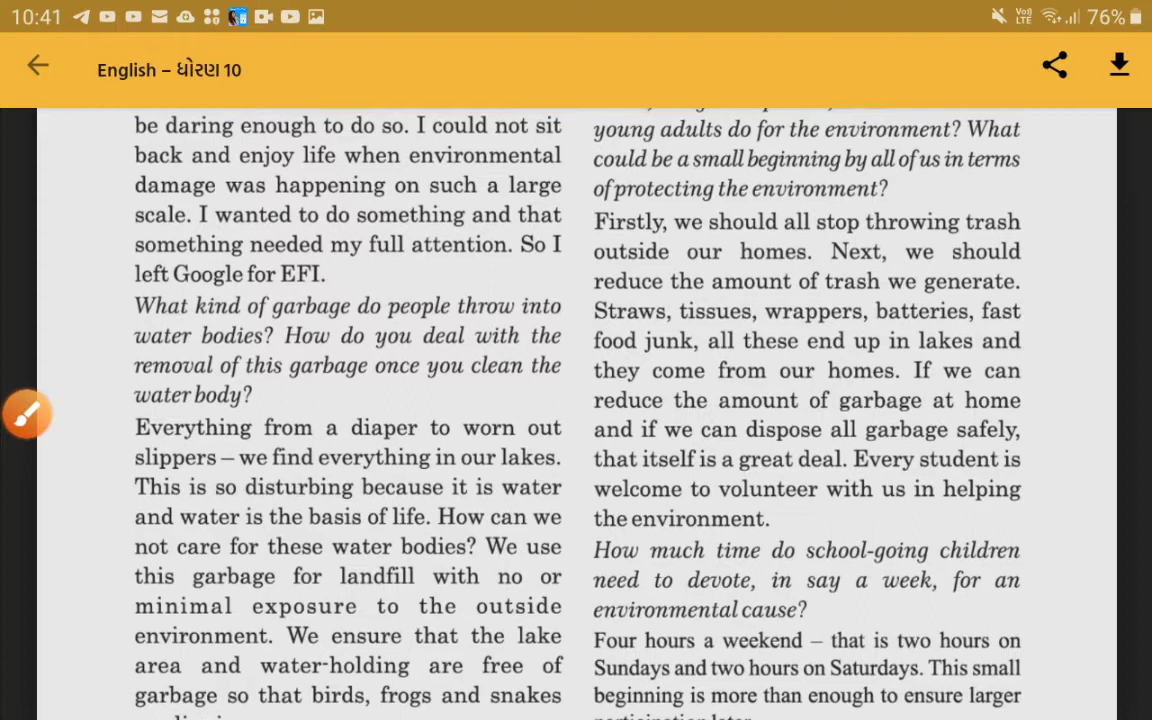 10:41
Vo))
LTE
76%
English – ધોરણ 10
be daring enough to do so. I could not sit
back and enjoy life when environmental
damage was happening on such a large
scale. I wanted to do something and that
something needed my full attention. So I
left Google for EFI.
What kind of garbage do people throw into
water bodies? How do you deal with the
removal of this garbage once you clean the
water body?
Everything from a diaper to worn out
slippers – we find everything in our lakes.
This is so disturbing because it is water
and water is the basis of life. How can we
not care for these water bodies? We use
this garbage for landfill with no or
minimal exposure to the outside
environment. We ensure that the lake
area and water-holding are free of
garbage so that birds, frogs and snakes
young adults do for the environment? What
could be a small beginning by all of us in terms
of protecting the environment?
Firstly, we should all stop throwing trash
outside our homes. Next, we should
reduce the amount of trash we generate.
Straws, tissues, wrappers, batteries, fast
food junk, all these end up in lakes and
they come from our homes. If we can
reduce the amount of garbage at home
and if we can dispose all garbage safely,
that itself is a great deal. Every student is
welcome to volunteer with us in helping
the environment.
How much time do school-going children
need to devote, in say a week, for an
environmental cause?
Four hours a weekend – that is two hours on
Sundays and two hours on Saturdays. This small
beginning is more than enough to ensure larger